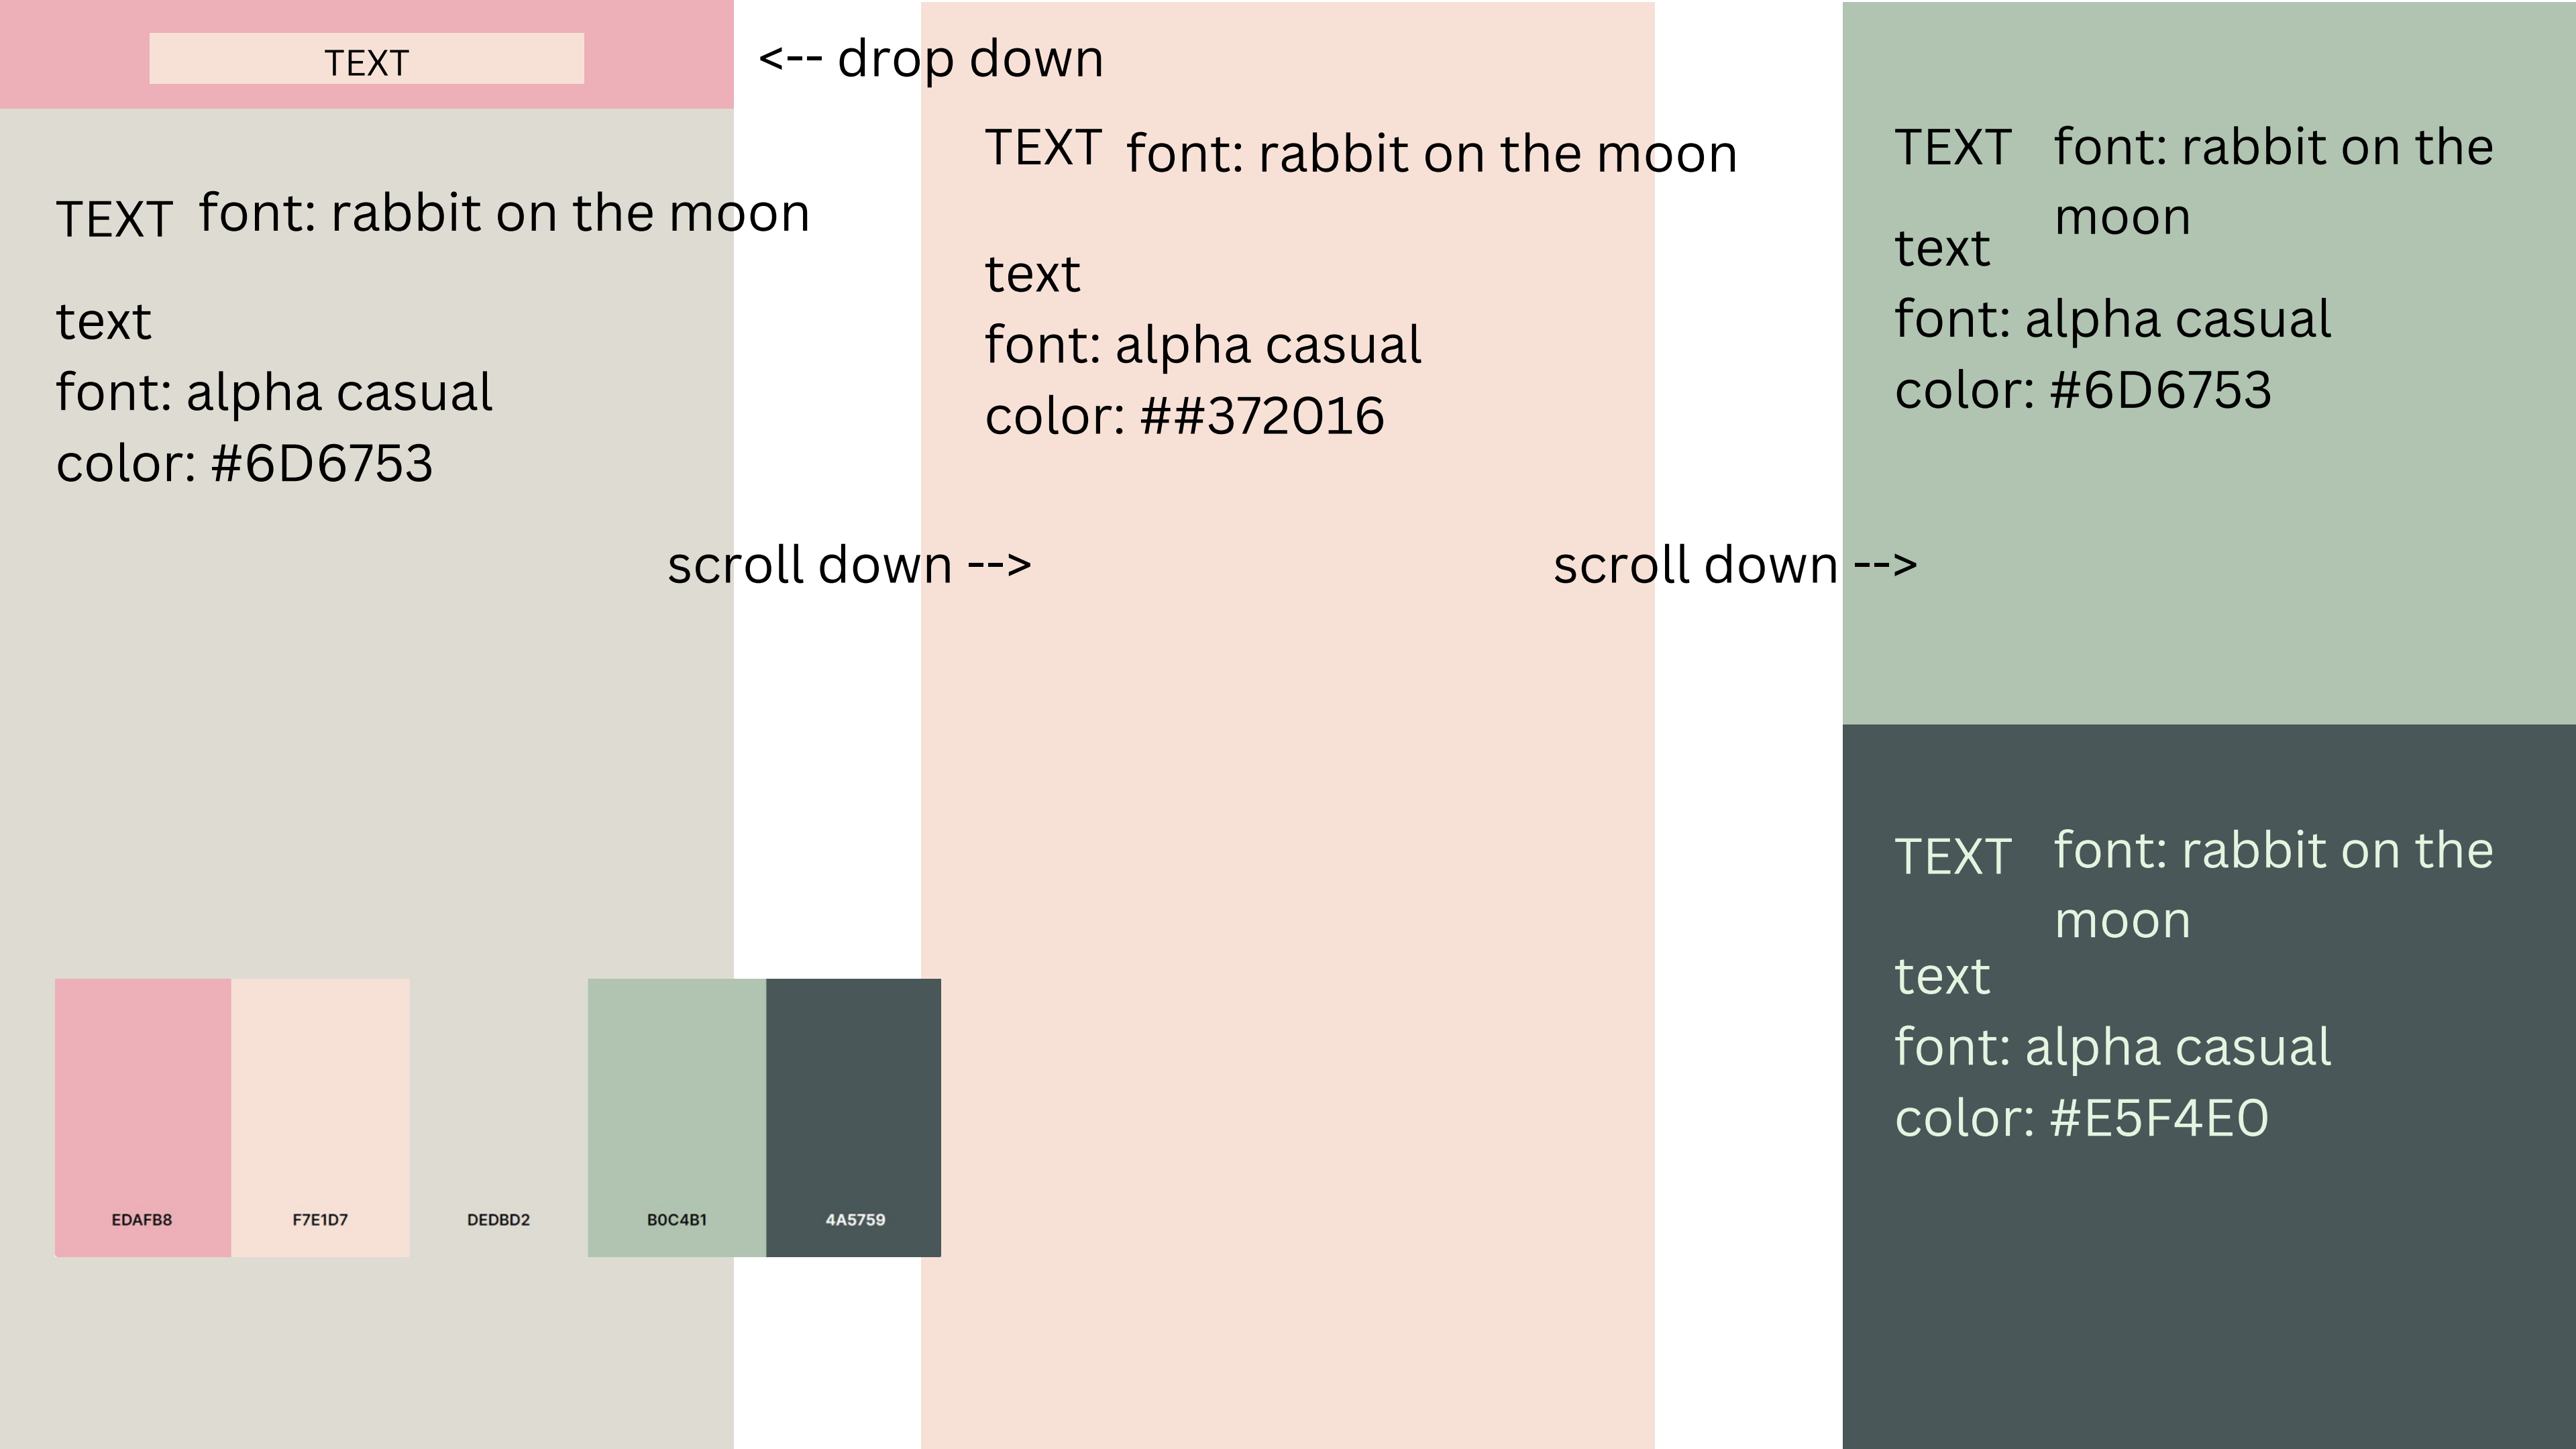 TEXT
<-- drop down
TEXT font: rabbit on the moon
text
font: alpha casual
color: #6D6753
scroll down -->
TEXT font: rabbit on the moon
text
font: alpha casual
color: ##372016
scroll down -->
TEXT font: rabbit on the
moon
text
font: alpha casual
color: #6D6753
TEXT font: rabbit on the
moon
text
font: alpha casual
color: #E5F4E0
EDAFB8 F7E1D7 DEDBD2 B0C4B1 4A5759